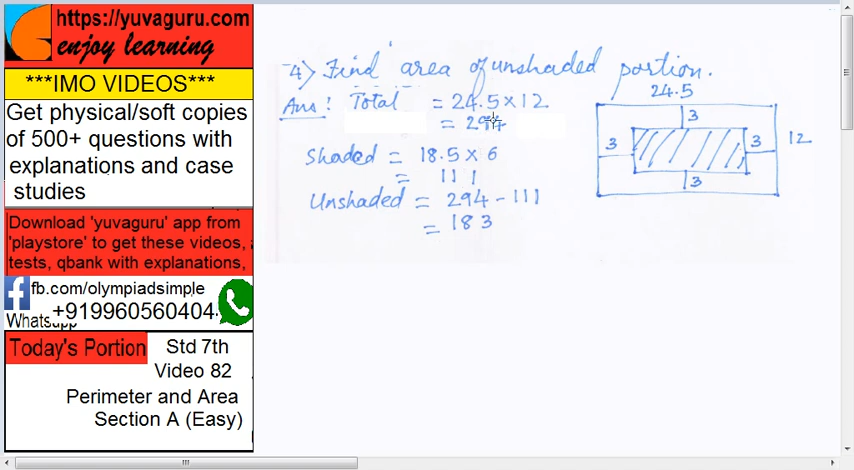 https://yuvaguru.com
enjoy learning
***IMO VIDEOS***
Get physical/soft copies
of 500+ questions with
explanations and case
studies
Download 'yuvaguru' app from
'playstore' to get these videos,
tests, qbank with explanations,
fb.com/olympiadsimple
+919960560404
Whatsapp
Today's Portion
Std 7th
Video 82
Perimeter and Area
Section A (Easy)
4) Find area of unshaded portion.
Ans: Total = 24.5 × 12
= 294
Shaded = 18.5 × 6
= 111
Unshaded = 294 - 111
= 183
24.5
3
3
3
12
3